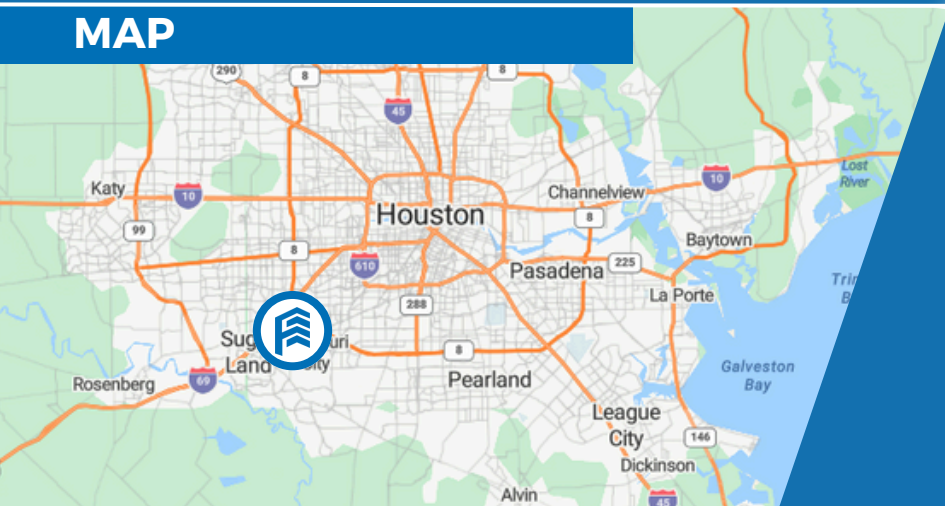 MAP
290
8
8
45
Katy
10
Channelview
10
Lost
River
Houston
8
99
Baytown
8
610
Pasadena
225
La Porte
288
Land
8
Rosenberg
69
Pearland
Galveston
Bay
League
City
146
Dickinson
Alvin
45